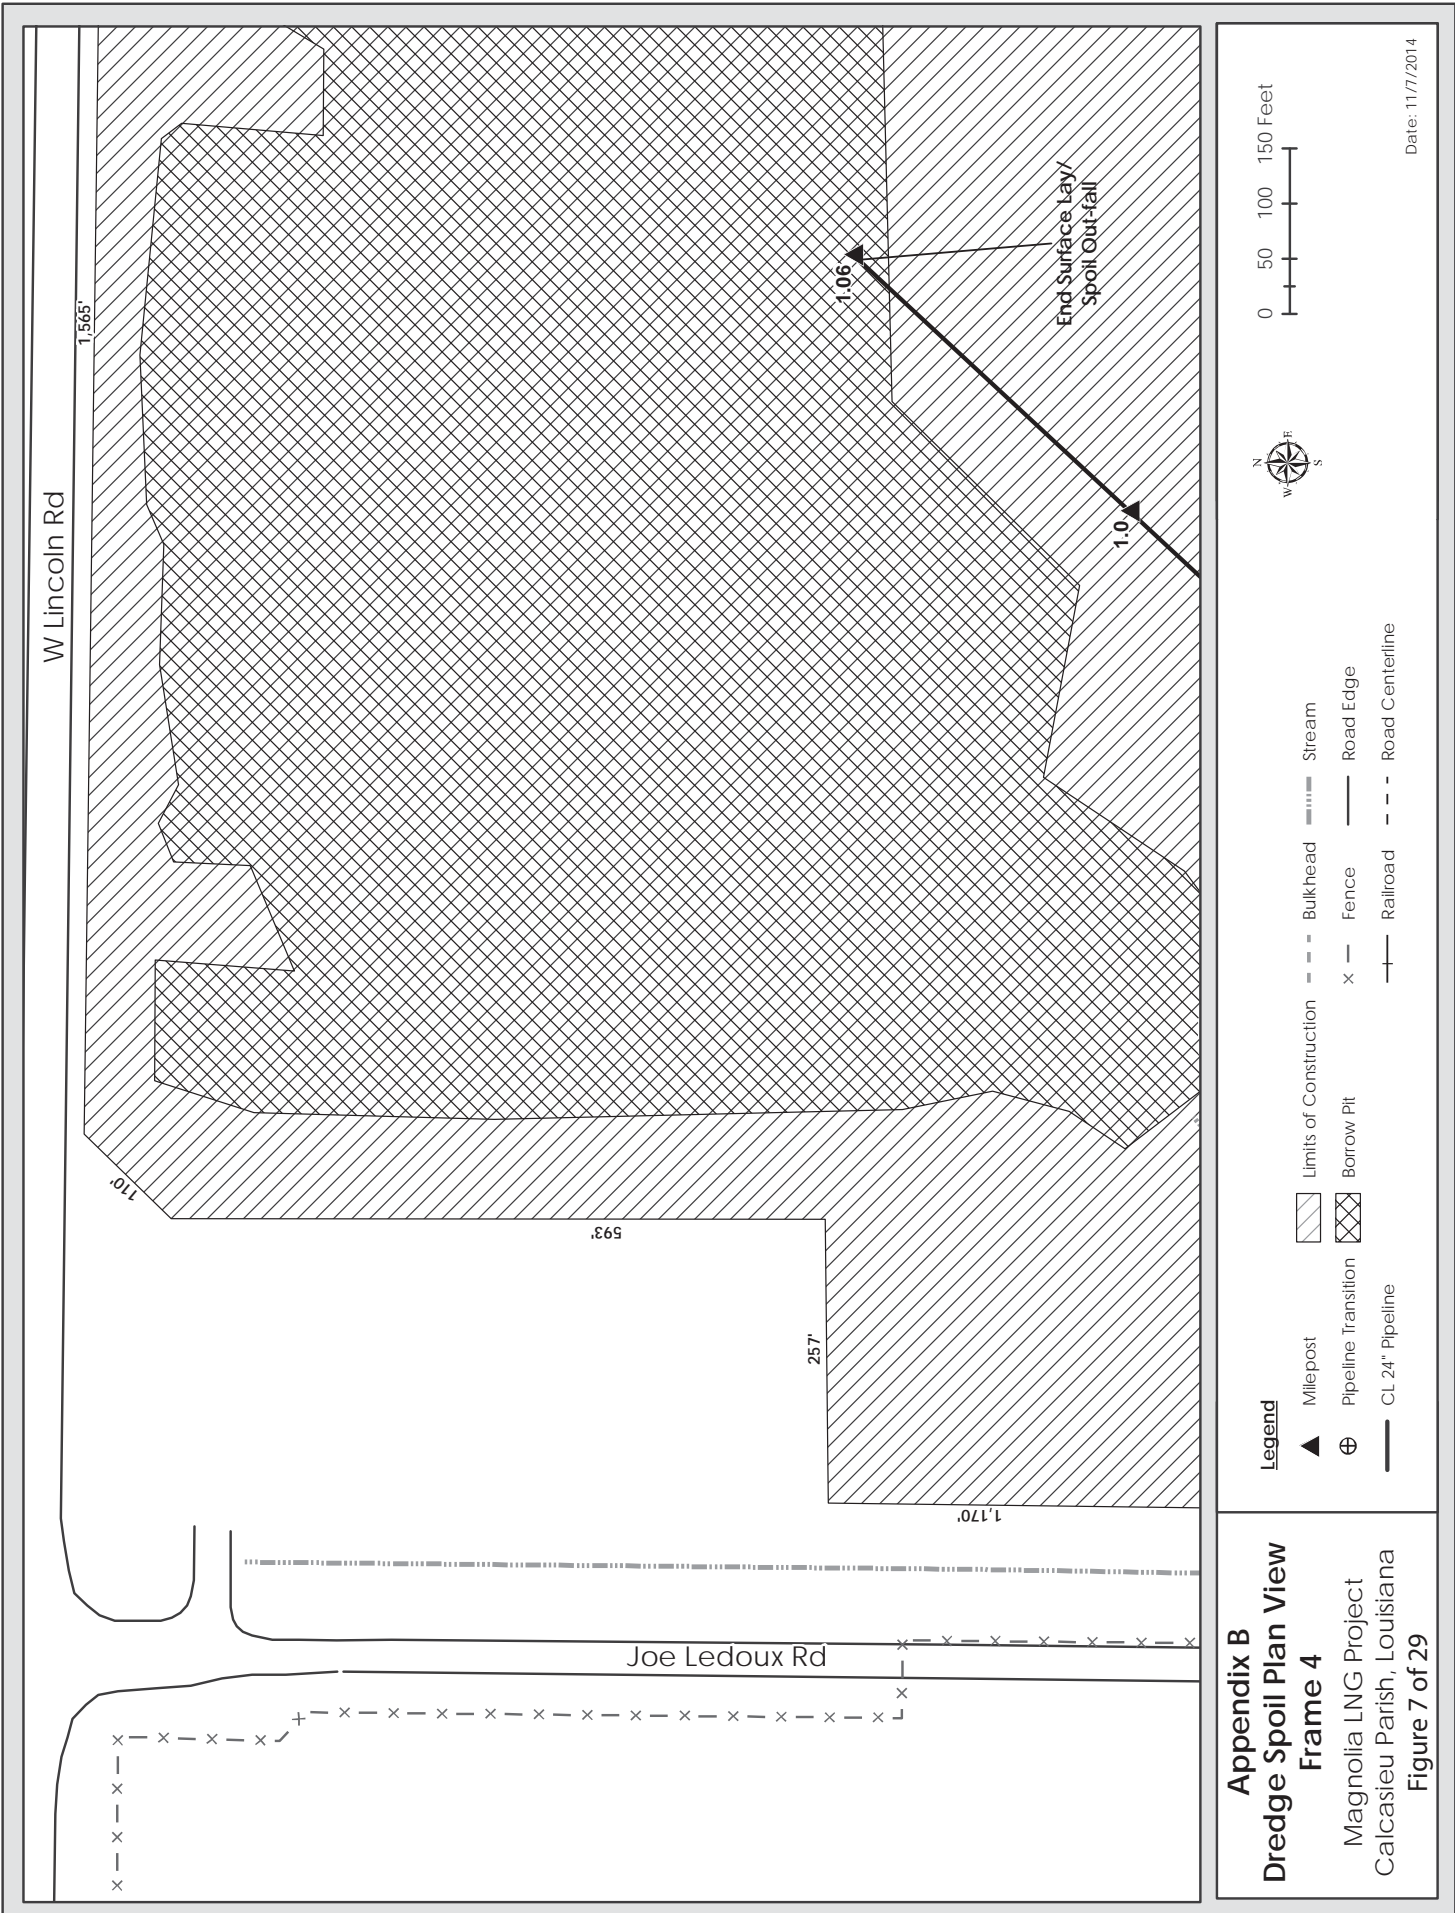 W Lincoln Rd
1,565'
110'
593'
257'
1,170'
Joe Ledoux Rd
1.06
1.0
End Surface Lay/
Spoil Out-fall
Appendix B
Dredge Spoil Plan View
Frame 4
Magnolia LNG Project
Calcasieu Parish, Louisiana
Figure 7 of 29
Legend
Milepost
Pipeline Transition
CL 24" Pipeline
Limits of Construction
Borrow Pit
Bulkhead
Fence
Railroad
Stream
Road Edge
Road Centerline
N
W
E
S
0 50 100 150 Feet
Date: 11/7/2014